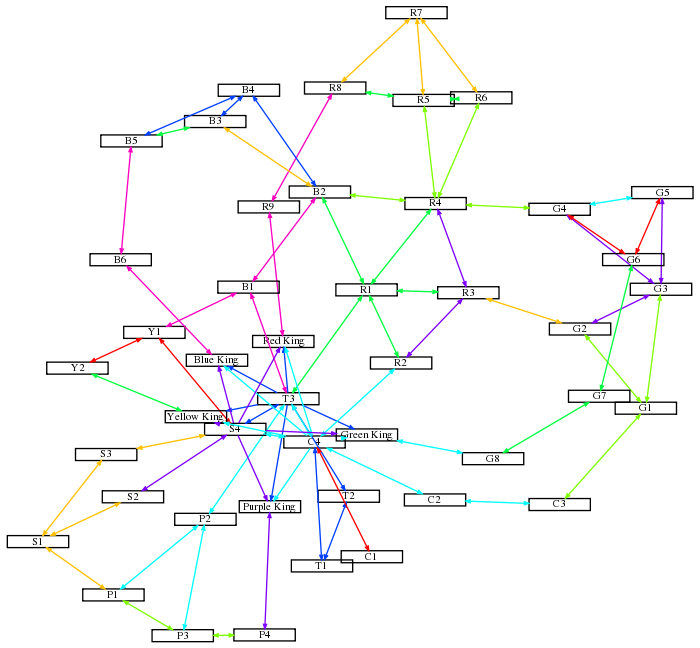 R7
R8
B4
R5
R6
B3
B5
B2
G5
R9
R4
G4
B6
G6
B1
R1
R3
G3
Y1
G2
Red King
Blue King
R2
Y2
T3
G7
G1
Yellow King
S4
Green King
C4
S3
G8
S2
T2
C2
C3
Purple King
P2
S1
C1
T1
P1
P3
P4